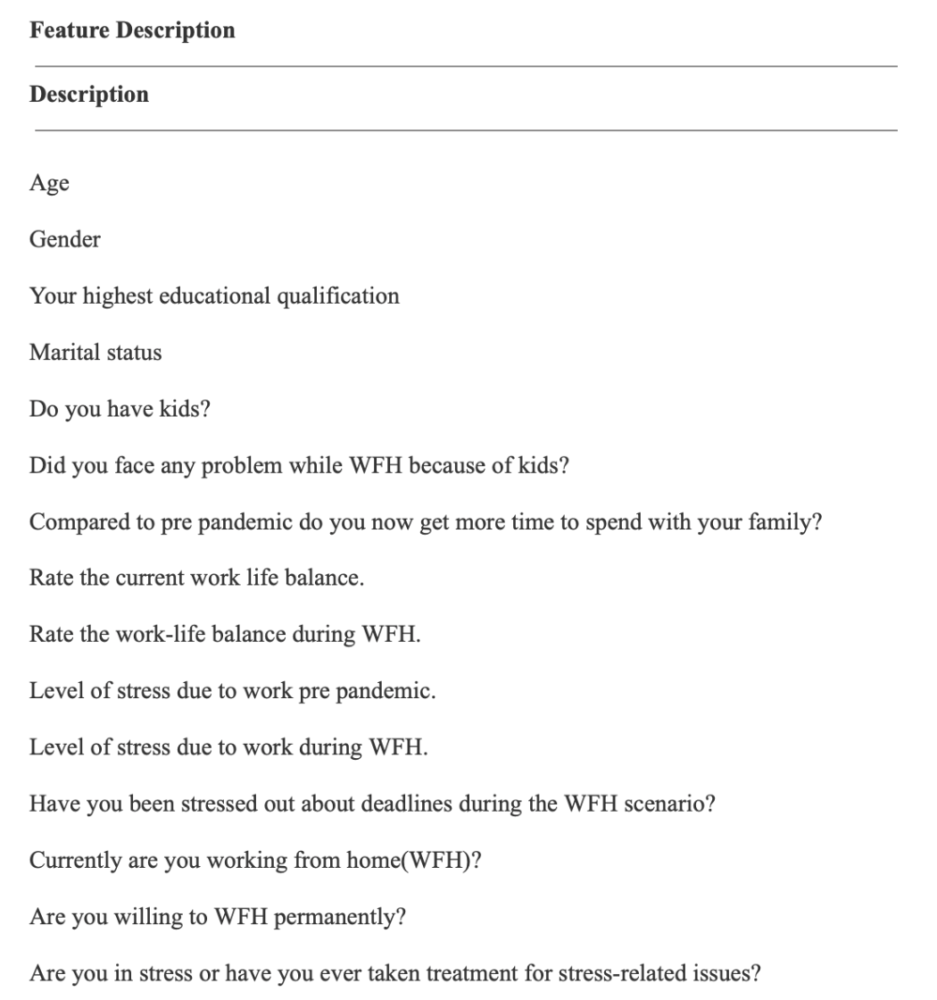 Feature Description
Description
Age
Gender
Your highest educational qualification
Marital status
Do you have kids?
Did you face any problem while WFH because of kids?
Compared to pre pandemic do you now get more time to spend with your family?
Rate the current work life balance.
Rate the work-life balance during WFH.
Level of stress due to work pre pandemic.
Level of stress due to work during WFH.
Have you been stressed out about deadlines during the WFH scenario?
Currently are you working from home(WFH)?
Are you willing to WFH permanently?
Are you in stress or have you ever taken treatment for stress-related issues?